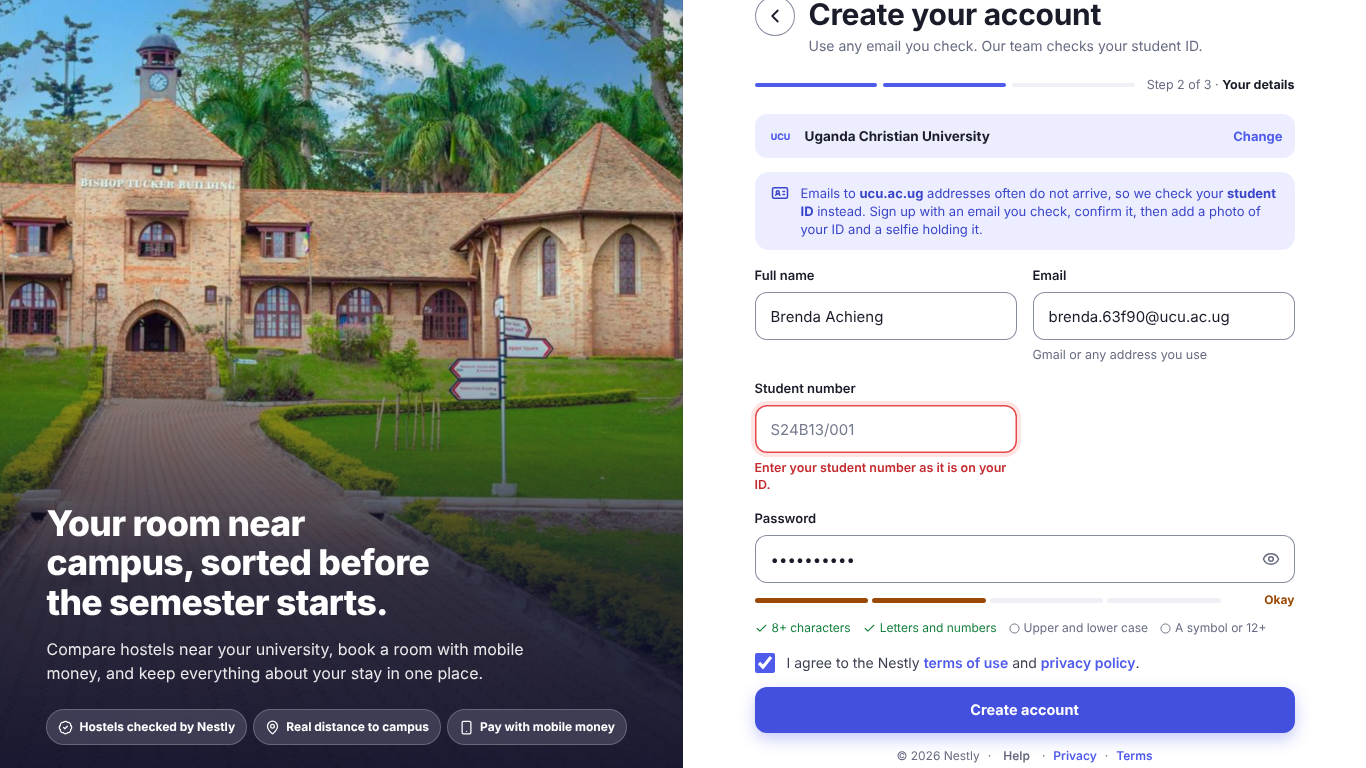 BISHOP TUCKER BUILDING
Your room near
campus, sorted before
the semester starts.
Compare hostels near your university, book a room with mobile
money, and keep everything about your stay in one place.
Hostels checked by Nestly
Real distance to campus
Pay with mobile money
Create your account
Use any email you check. Our team checks your student ID.
Step 2 of 3 · Your details
UCU Uganda Christian University Change
Emails to ucu.ac.ug addresses often do not arrive, so we check your student
ID instead. Sign up with an email you check, confirm it, then add a photo of
your ID and a selfie holding it.
Full name
Brenda Achieng
Email
brenda.63f90@ucu.ac.ug
Gmail or any address you use
Student number
S24B13/001
Enter your student number as it is on your
ID.
Password
••••••••••
Okay
8+ characters Letters and numbers Upper and lower case A symbol or 12+
I agree to the Nestly terms of use and privacy policy.
Create account
© 2026 Nestly · Help · Privacy · Terms